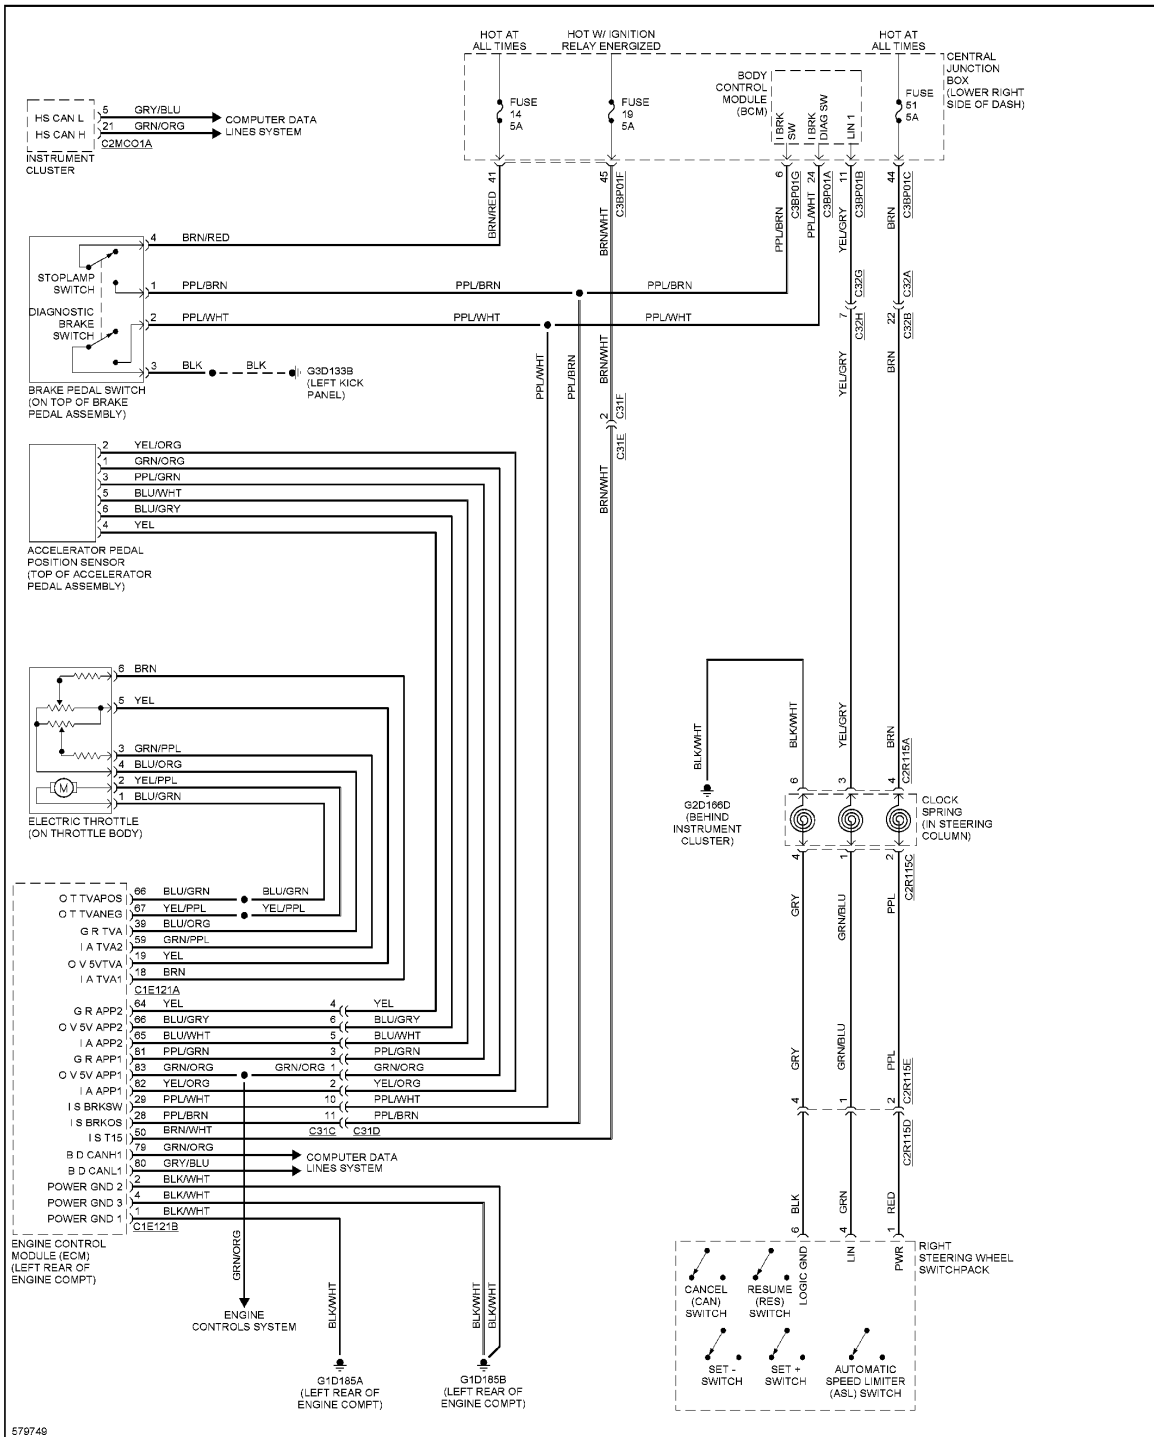 HOT AT
ALL TIMES
HOT W/ IGNITION
RELAY ENERGIZED
HOT AT
ALL TIMES
CENTRAL
JUNCTION
BOX
(LOWER RIGHT
SIDE OF DASH)
BODY
CONTROL
MODULE
(BCM)
FUSE
14
5A
FUSE
19
5A
FUSE
51
5A
I BRK
SW
I BRK
DIAG SW
LIN 1
HS CAN L
HS CAN H
5
GRY/BLU
21
GRN/ORG
C2MCO1A
COMPUTER DATA
LINES SYSTEM
INSTRUMENT
CLUSTER
41
45
C3BP01F
6
C3BP01G
24
C3BP01A
11
C3BP01B
44
C3BP01C
BRN/RED
BRN/WHT
PPL/BRN
PPL/WHT
YEL/GRY
BRN
4
BRN/RED
STOPLAMP
SWITCH
1
PPL/BRN
PPL/BRN
PPL/BRN
DIAGNOSTIC
BRAKE
SWITCH
2
PPL/WHT
PPL/WHT
PPL/WHT
3
BLK
BLK
G3D133B
(LEFT KICK
PANEL)
BRAKE PEDAL SWITCH
(ON TOP OF BRAKE
PEDAL ASSEMBLY)
C32G
7
C32H
C32A
22
C32B
PPL/WHT
PPL/BRN
BRN/WHT
YEL/GRY
BRN
2
C31F
C31E
BRN/WHT
2
YEL/ORG
1
GRN/ORG
3
PPL/GRN
5
BLU/WHT
6
BLU/GRY
4
YEL
ACCELERATOR PEDAL
POSITION SENSOR
(TOP OF ACCELERATOR
PEDAL ASSEMBLY)
6
BRN
5
YEL
3
GRN/PPL
4
BLU/ORG
2
YEL/PPL
1
BLU/GRN
M
ELECTRIC THROTTLE
(ON THROTTLE BODY)
BLK/WHT
BLK/WHT
YEL/GRY
BRN
G2D166D
(BEHIND
INSTRUMENT
CLUSTER)
6
3
4
C2R115A
CLOCK
SPRING
(IN STEERING
COLUMN)
4
1
2
C2R115C
GRY
GRN/BLU
PPL
GRY
GRN/BLU
PPL
4
1
2
C2R115E
C2R115D
BLK
GRN
RED
6
4
1
LOGIC GND
LIN
PWR
RIGHT
STEERING WHEEL
SWITCHPACK
CANCEL
(CAN)
SWITCH
RESUME
(RES)
SWITCH
SET -
SWITCH
SET +
SWITCH
AUTOMATIC
SPEED LIMITER
(ASL) SWITCH
O T TVAPOS 66 BLU/GRN BLU/GRN
O T TVANEG 67 YEL/PPL YEL/PPL
G R TVA 39 BLU/ORG
I A TVA2 59 GRN/PPL
O V 5VTVA 19 YEL
I A TVA1 18 BRN
C1E121A
G R APP2 64 YEL 4 YEL
O V 5V APP2 66 BLU/GRY 6 BLU/GRY
I A APP2 65 BLU/WHT 5 BLU/WHT
G R APP1 81 PPL/GRN 3 PPL/GRN
O V 5V APP1 83 GRN/ORG GRN/ORG 1 GRN/ORG
I A APP1 82 YEL/ORG 2 YEL/ORG
I S BRKSW 29 PPL/WHT 10 PPL/WHT
I S BRKOS 28 PPL/BRN 11 PPL/BRN
I S T15 50 BRN/WHT C31C C31D
B D CANH1 79 GRN/ORG
B D CANL1 80 GRY/BLU
COMPUTER DATA
LINES SYSTEM
POWER GND 2 2 BLK/WHT
POWER GND 3 4 BLK/WHT
POWER GND 1 1 BLK/WHT
C1E121B
ENGINE CONTROL
MODULE (ECM)
(LEFT REAR OF
ENGINE COMPT)
GRN/ORG
BLK/WHT
BLK/WHT
BLK/WHT
ENGINE
CONTROLS SYSTEM
G1D185A
(LEFT REAR OF
ENGINE COMPT)
G1D185B
(LEFT REAR OF
ENGINE COMPT)
579749